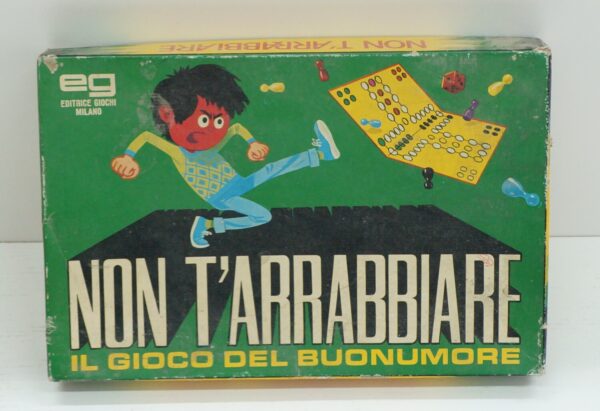 NON T'ARRABBIARE
eg
EDITRICE GIOCHI
MILANO
NON T'ARRABBIARE
IL GIOCO DEL BUONUMORE